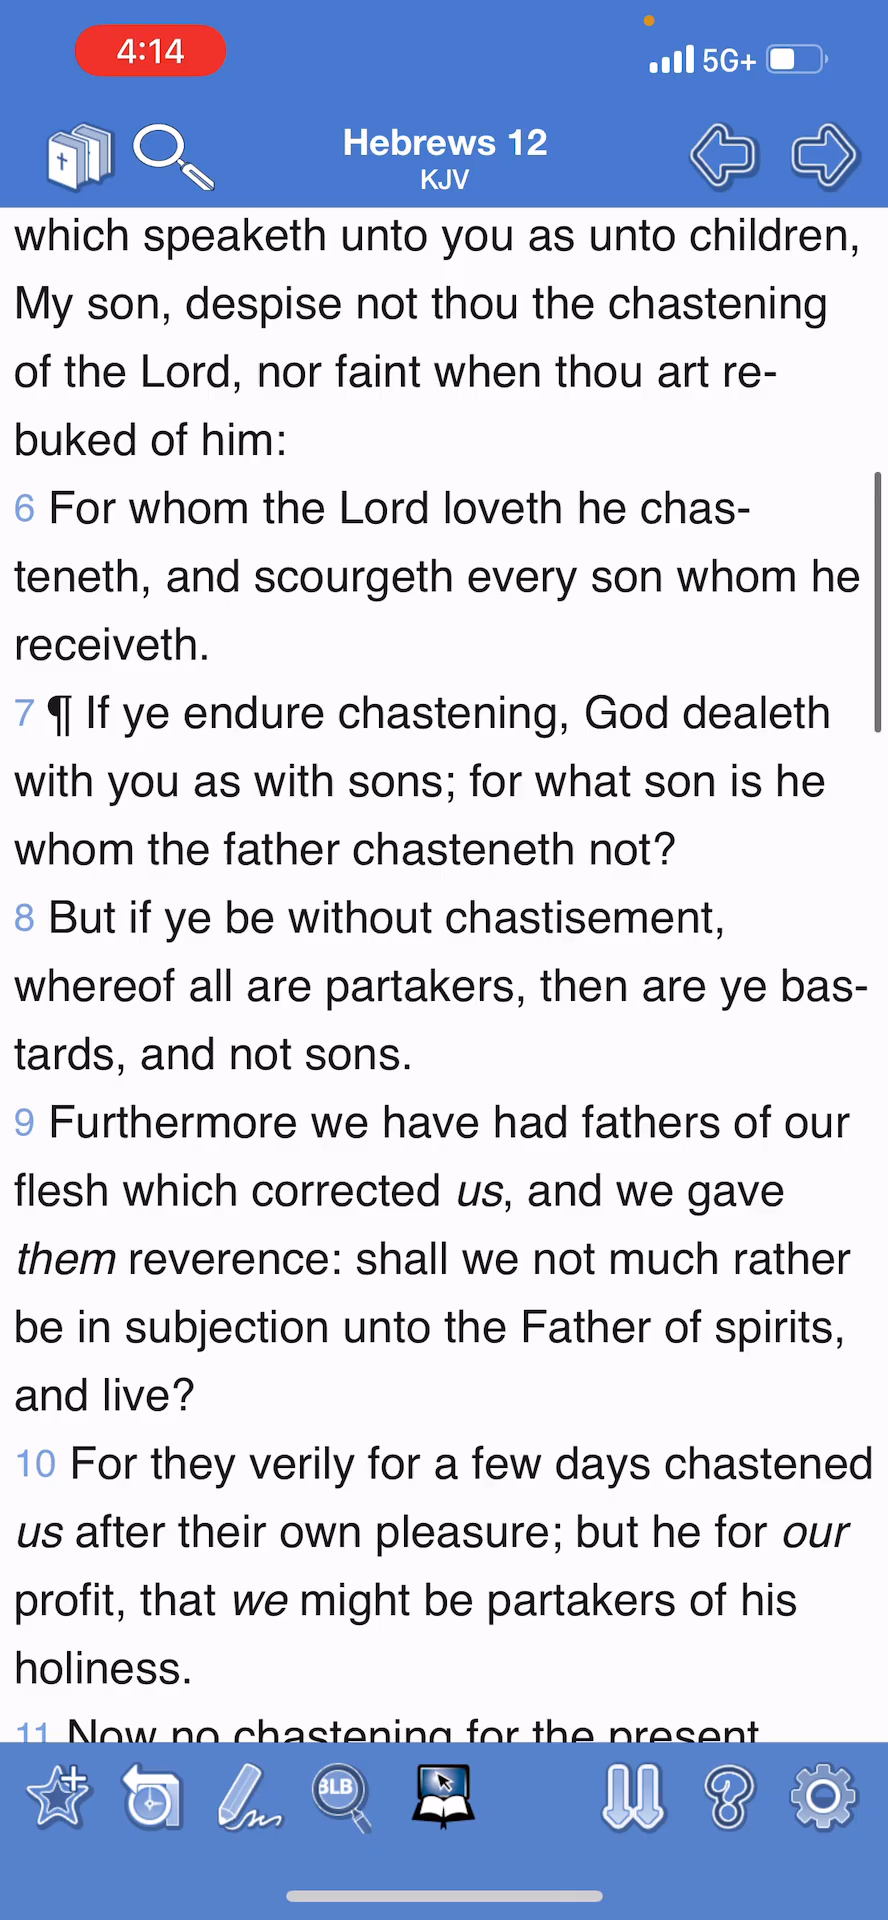 4:14
5G+
Hebrews 12
KJV
which speaketh unto you as unto children,
My son, despise not thou the chastening
of the Lord, nor faint when thou art re-
buked of him:
6 For whom the Lord loveth he chas-
teneth, and scourgeth every son whom he
receiveth.
7 ¶ If ye endure chastening, God dealeth
with you as with sons; for what son is he
whom the father chasteneth not?
8 But if ye be without chastisement,
whereof all are partakers, then are ye bas-
tards, and not sons.
9 Furthermore we have had fathers of our
flesh which corrected us, and we gave
them reverence: shall we not much rather
be in subjection unto the Father of spirits,
and live?
10 For they verily for a few days chastened
us after their own pleasure; but he for our
profit, that we might be partakers of his
holiness.
11 Now no chastening for the present
BLB